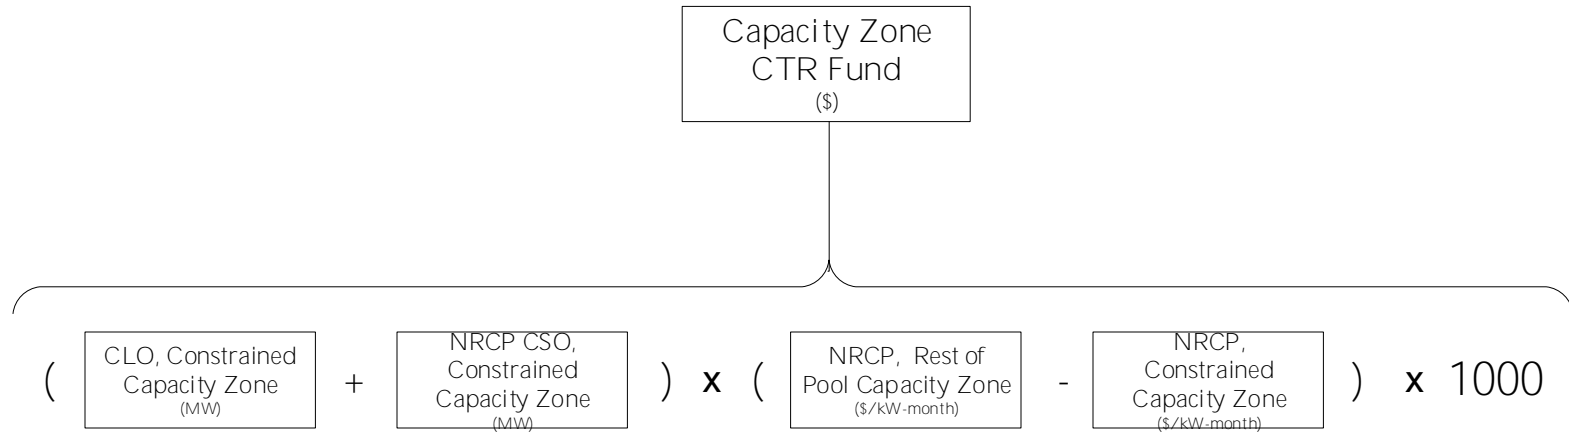 Capacity Zone
CTR Fund
($)
(
CLO, Constrained
Capacity Zone
(MW)
+
NRCP CSO,
Constrained
Capacity Zone
(MW)
)
x
(
NRCP, Rest of
Pool Capacity Zone
($/kW-month)
-
NRCP,
Constrained
Capacity Zone
($/kW-month)
)
x 1000